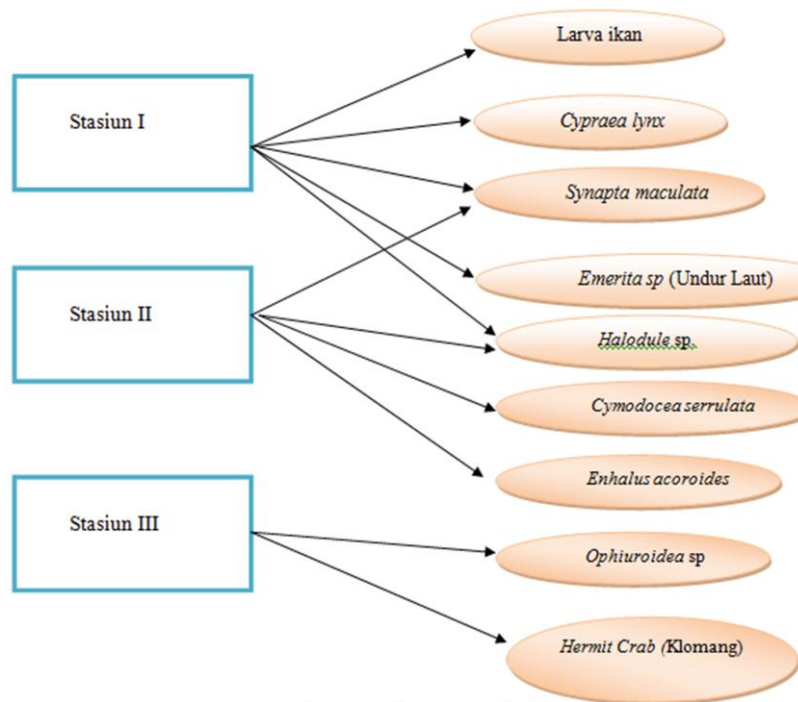 Larva ikan
Stasiun I
Cypraea lynx
Synapta maculata
Emerita sp (Undur Laut)
Stasiun II
Halodule sp.
Cymodocea serrulata
Enhalus acoroides
Stasiun III
Ophiuroidea sp
Hermit Crab (Klomang)